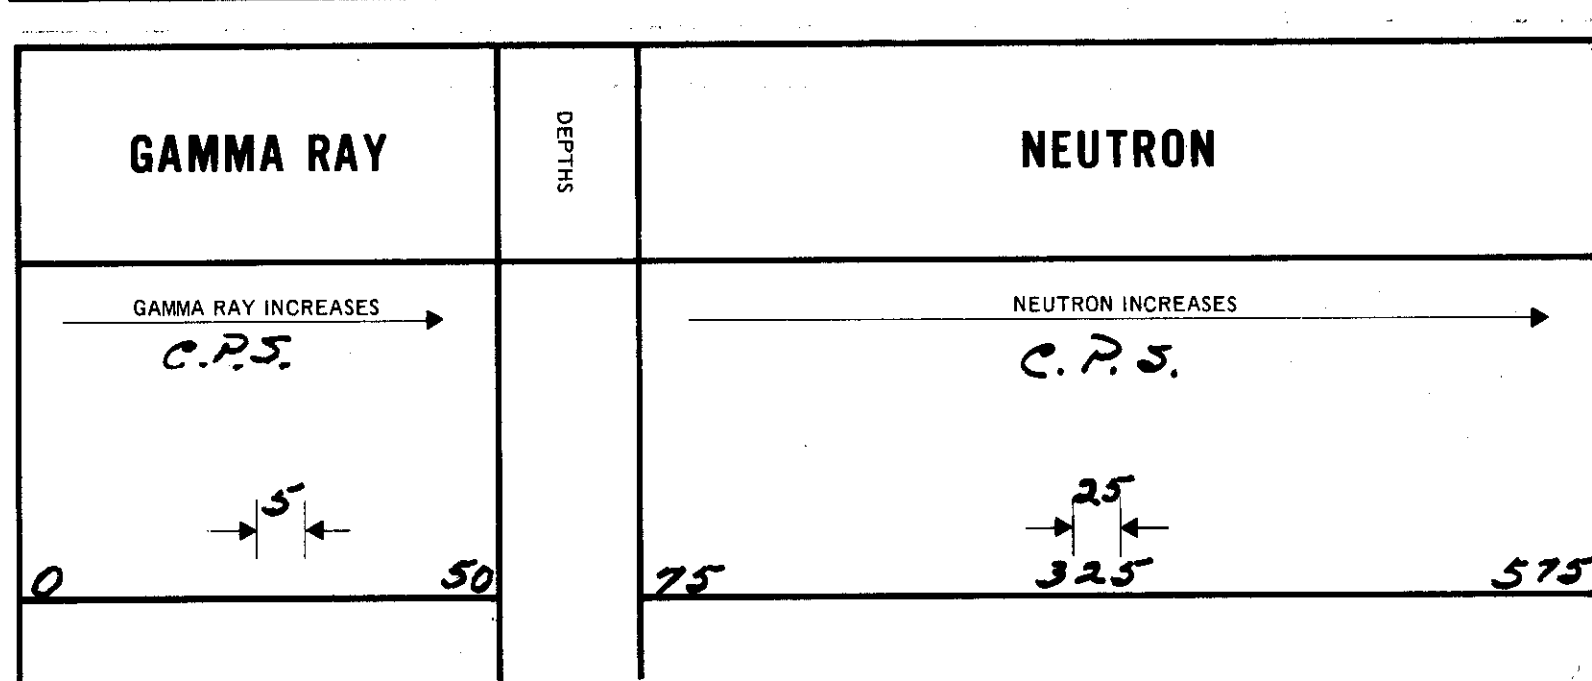 GAMMA RAY
DEPTHS
NEUTRON
GAMMA RAY INCREASES
C.P.S.
NEUTRON INCREASES
C.P.S.
5
25
0 50
75 325 575